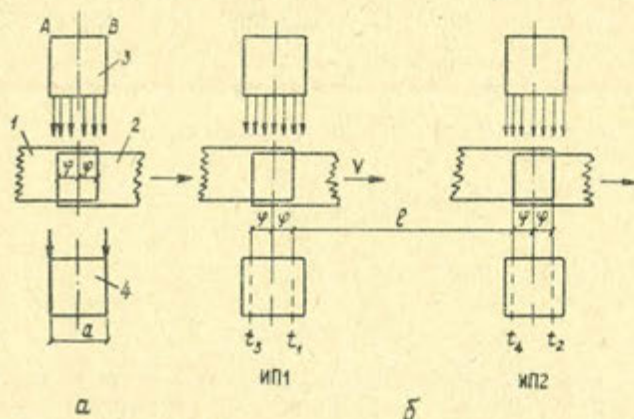 A B
3
1 2
φ φ
V
φ φ l φ φ
4
a
t₃ t₁ t₄ t₂
ИП1 ИП2
а б